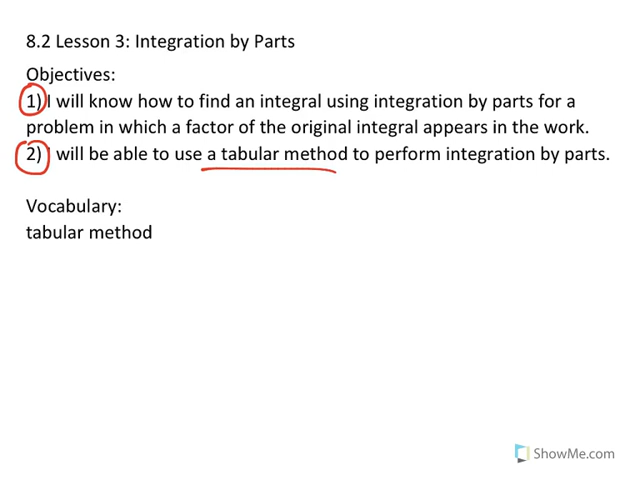 8.2 Lesson 3: Integration by Parts
Objectives:
1) I will know how to find an integral using integration by parts for a
problem in which a factor of the original integral appears in the work.
2) I will be able to use a tabular method to perform integration by parts.
Vocabulary:
tabular method
ShowMe.com